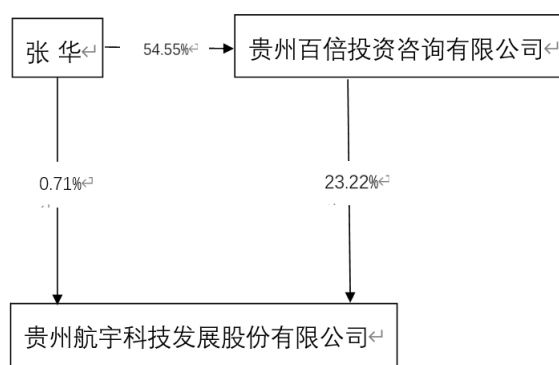 张 华
54.55%
贵州百倍投资咨询有限公司
0.71%
23.22%
贵州航宇科技发展股份有限公司